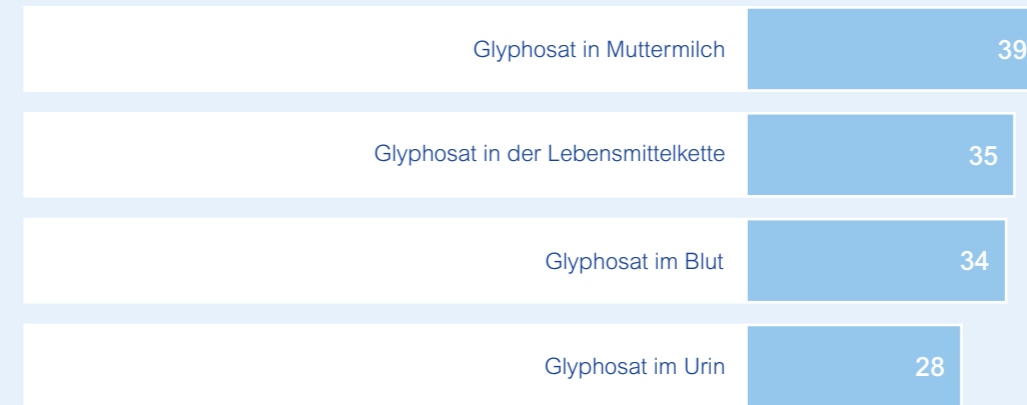 Glyphosat in Muttermilch 39
Glyphosat in der Lebensmittelkette 35
Glyphosat im Blut 34
Glyphosat im Urin 28